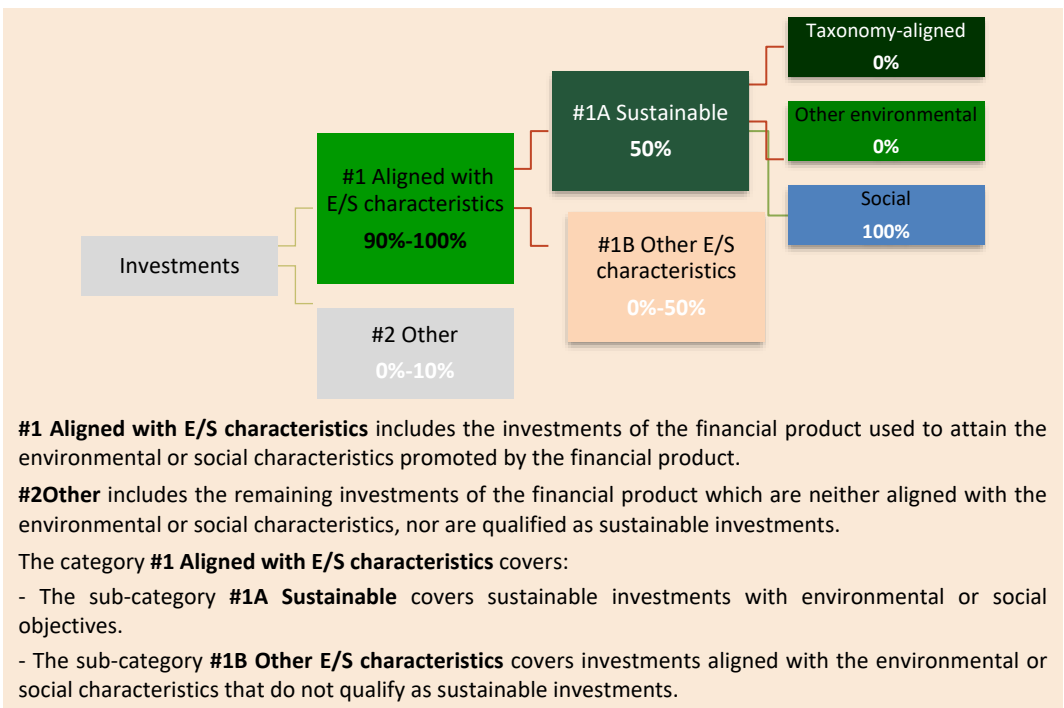 Taxonomy-aligned
0%
#1A Sustainable
50%
Other environmental
0%
#1 Aligned with
E/S characteristics
90%-100%
Social
100%
#1B Other E/S
characteristics
0%-50%
Investments
#2 Other
0%-10%
#1 Aligned with E/S characteristics includes the investments of the financial product used to attain the
environmental or social characteristics promoted by the financial product.
#2Other includes the remaining investments of the financial product which are neither aligned with the
environmental or social characteristics, nor are qualified as sustainable investments.
The category #1 Aligned with E/S characteristics covers:
- The sub-category #1A Sustainable covers sustainable investments with environmental or social
objectives.
- The sub-category #1B Other E/S characteristics covers investments aligned with the environmental or
social characteristics that do not qualify as sustainable investments.